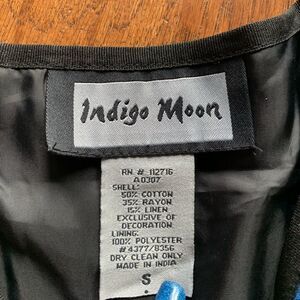 Indigo Moon
RN. # 112716
A0307
SHELL:
50% COTTON
35% RAYON
15% LINEN
EXCLUSIVE OF
DECORATION
LINING:
100% POLYESTER
#4377/8356
DRY CLEAN ONLY
MADE IN INDIA
S